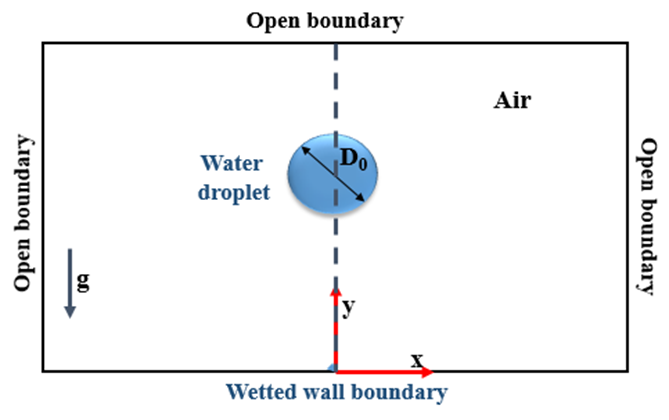 Open boundary
Air
Water
droplet
D₀
Open boundary
Open boundary
g
y
x
Wetted wall boundary